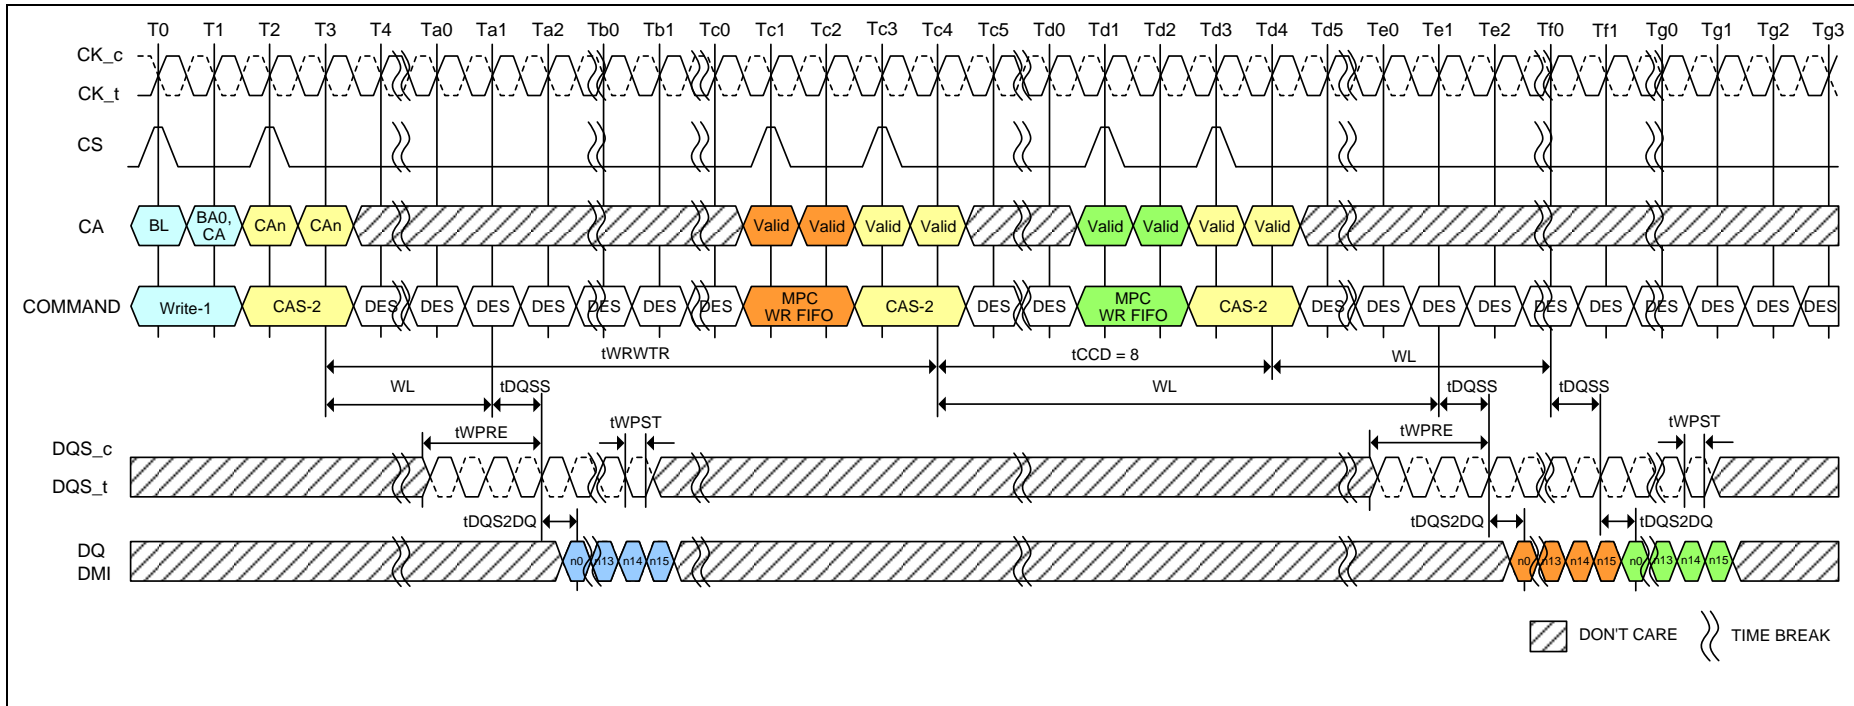 T0 T1 T2 T3 T4 Ta0 Ta1 Ta2 Tb0 Tb1 Tc0 Tc1 Tc2 Tc3 Tc4 Tc5 Td0 Td1 Td2 Td3 Td4 Td5 Te0 Te1 Te2 Tf0 Tf1 Tg0 Tg1 Tg2 Tg3
CK_c
CK_t
CS
CA BL BA0, CA CAn CAn Valid Valid Valid Valid Valid Valid Valid Valid
COMMAND Write-1 CAS-2 DES DES DES DES DES DES DES MPC WR FIFO CAS-2 DES DES MPC WR FIFO CAS-2 DES DES DES DES DES DES DES DES DES DES
tWRWTR tCCD = 8 WL
WL tDQSS WL tDQSS tDQSS
tWPRE tWPST tWPRE tWPST
DQS_c
DQS_t
tDQS2DQ tDQS2DQ tDQS2DQ
DQ
DMI
n0 n13 n14 n15 n0 n13 n14 n15 n0 n13 n14 n15
DON'T CARE TIME BREAK